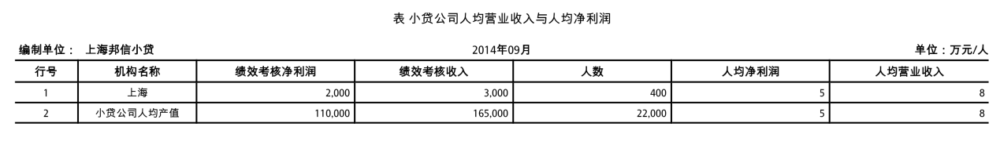 表 小贷公司人均营业收入与人均净利润
编制单位： 上海邦信小贷 2014年09月 单位：万元/人
行号 机构名称 绩效考核净利润 绩效考核收入 人数 人均净利润 人均营业收入
1 上海 2,000 3,000 400 5 8
2 小贷公司人均产值 110,000 165,000 22,000 5 8